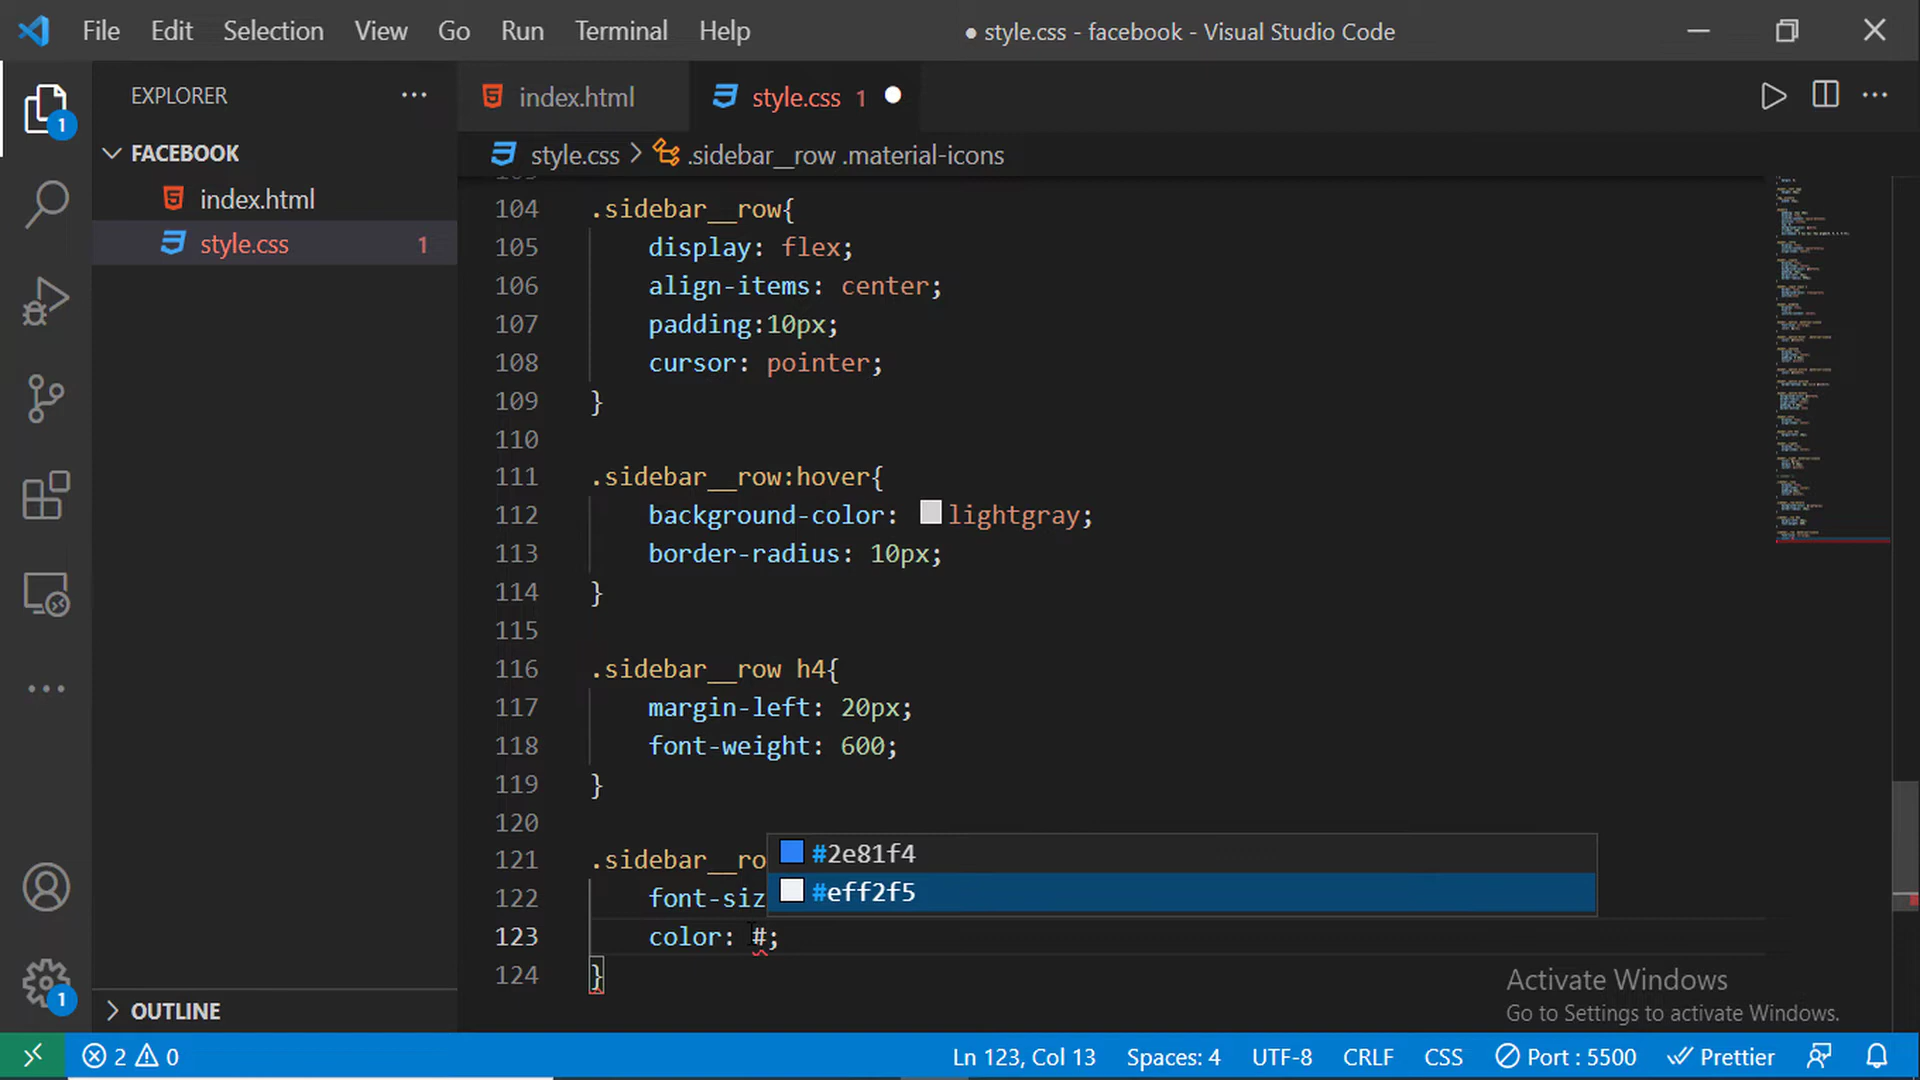 File Edit Selection View Go Run Terminal Help ● style.css - facebook - Visual Studio Code
EXPLORER ···
index.html
style.css 1
1
FACEBOOK
style.css > .sidebar__row .material-icons
index.html
style.css 1
104 .sidebar__row{
105 display: flex;
106 align-items: center;
107 padding:10px;
108 cursor: pointer;
109 }
110
111 .sidebar__row:hover{
112 background-color: lightgray;
113 border-radius: 10px;
114 }
115
116 .sidebar__row h4{
117 margin-left: 20px;
118 font-weight: 600;
119 }
120
#2e81f4
121 .sidebar__ro
#eff2f5
122 font-siz
123 color: #;
124 }
Activate Windows
Go to Settings to activate Windows.
1
OUTLINE
2 0 Ln 123, Col 13 Spaces: 4 UTF-8 CRLF CSS Port : 5500 Prettier